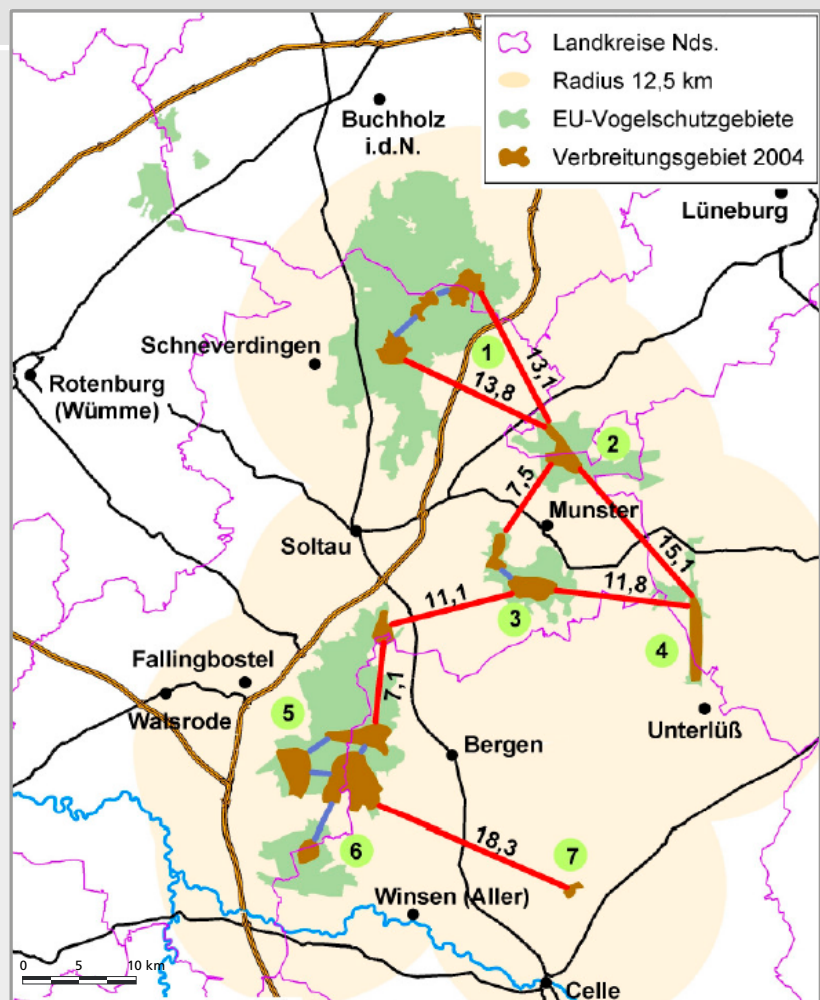 Landkreise Nds.
Radius 12,5 km
EU-Vogelschutzgebiete
Verbreitungsgebiet 2004
Buchholz
i.d.N.
Lüneburg
Schneverdingen
1
13,1
13,8
Rotenburg
(Wümme)
2
7,5
Munster
Soltau
15,1
11,8
11,1
3
4
Fallingbostel
7,1
Walsrode
5
Unterlüß
Bergen
18,3
7
6
Winsen (Aller)
0 5 10 km
Celle